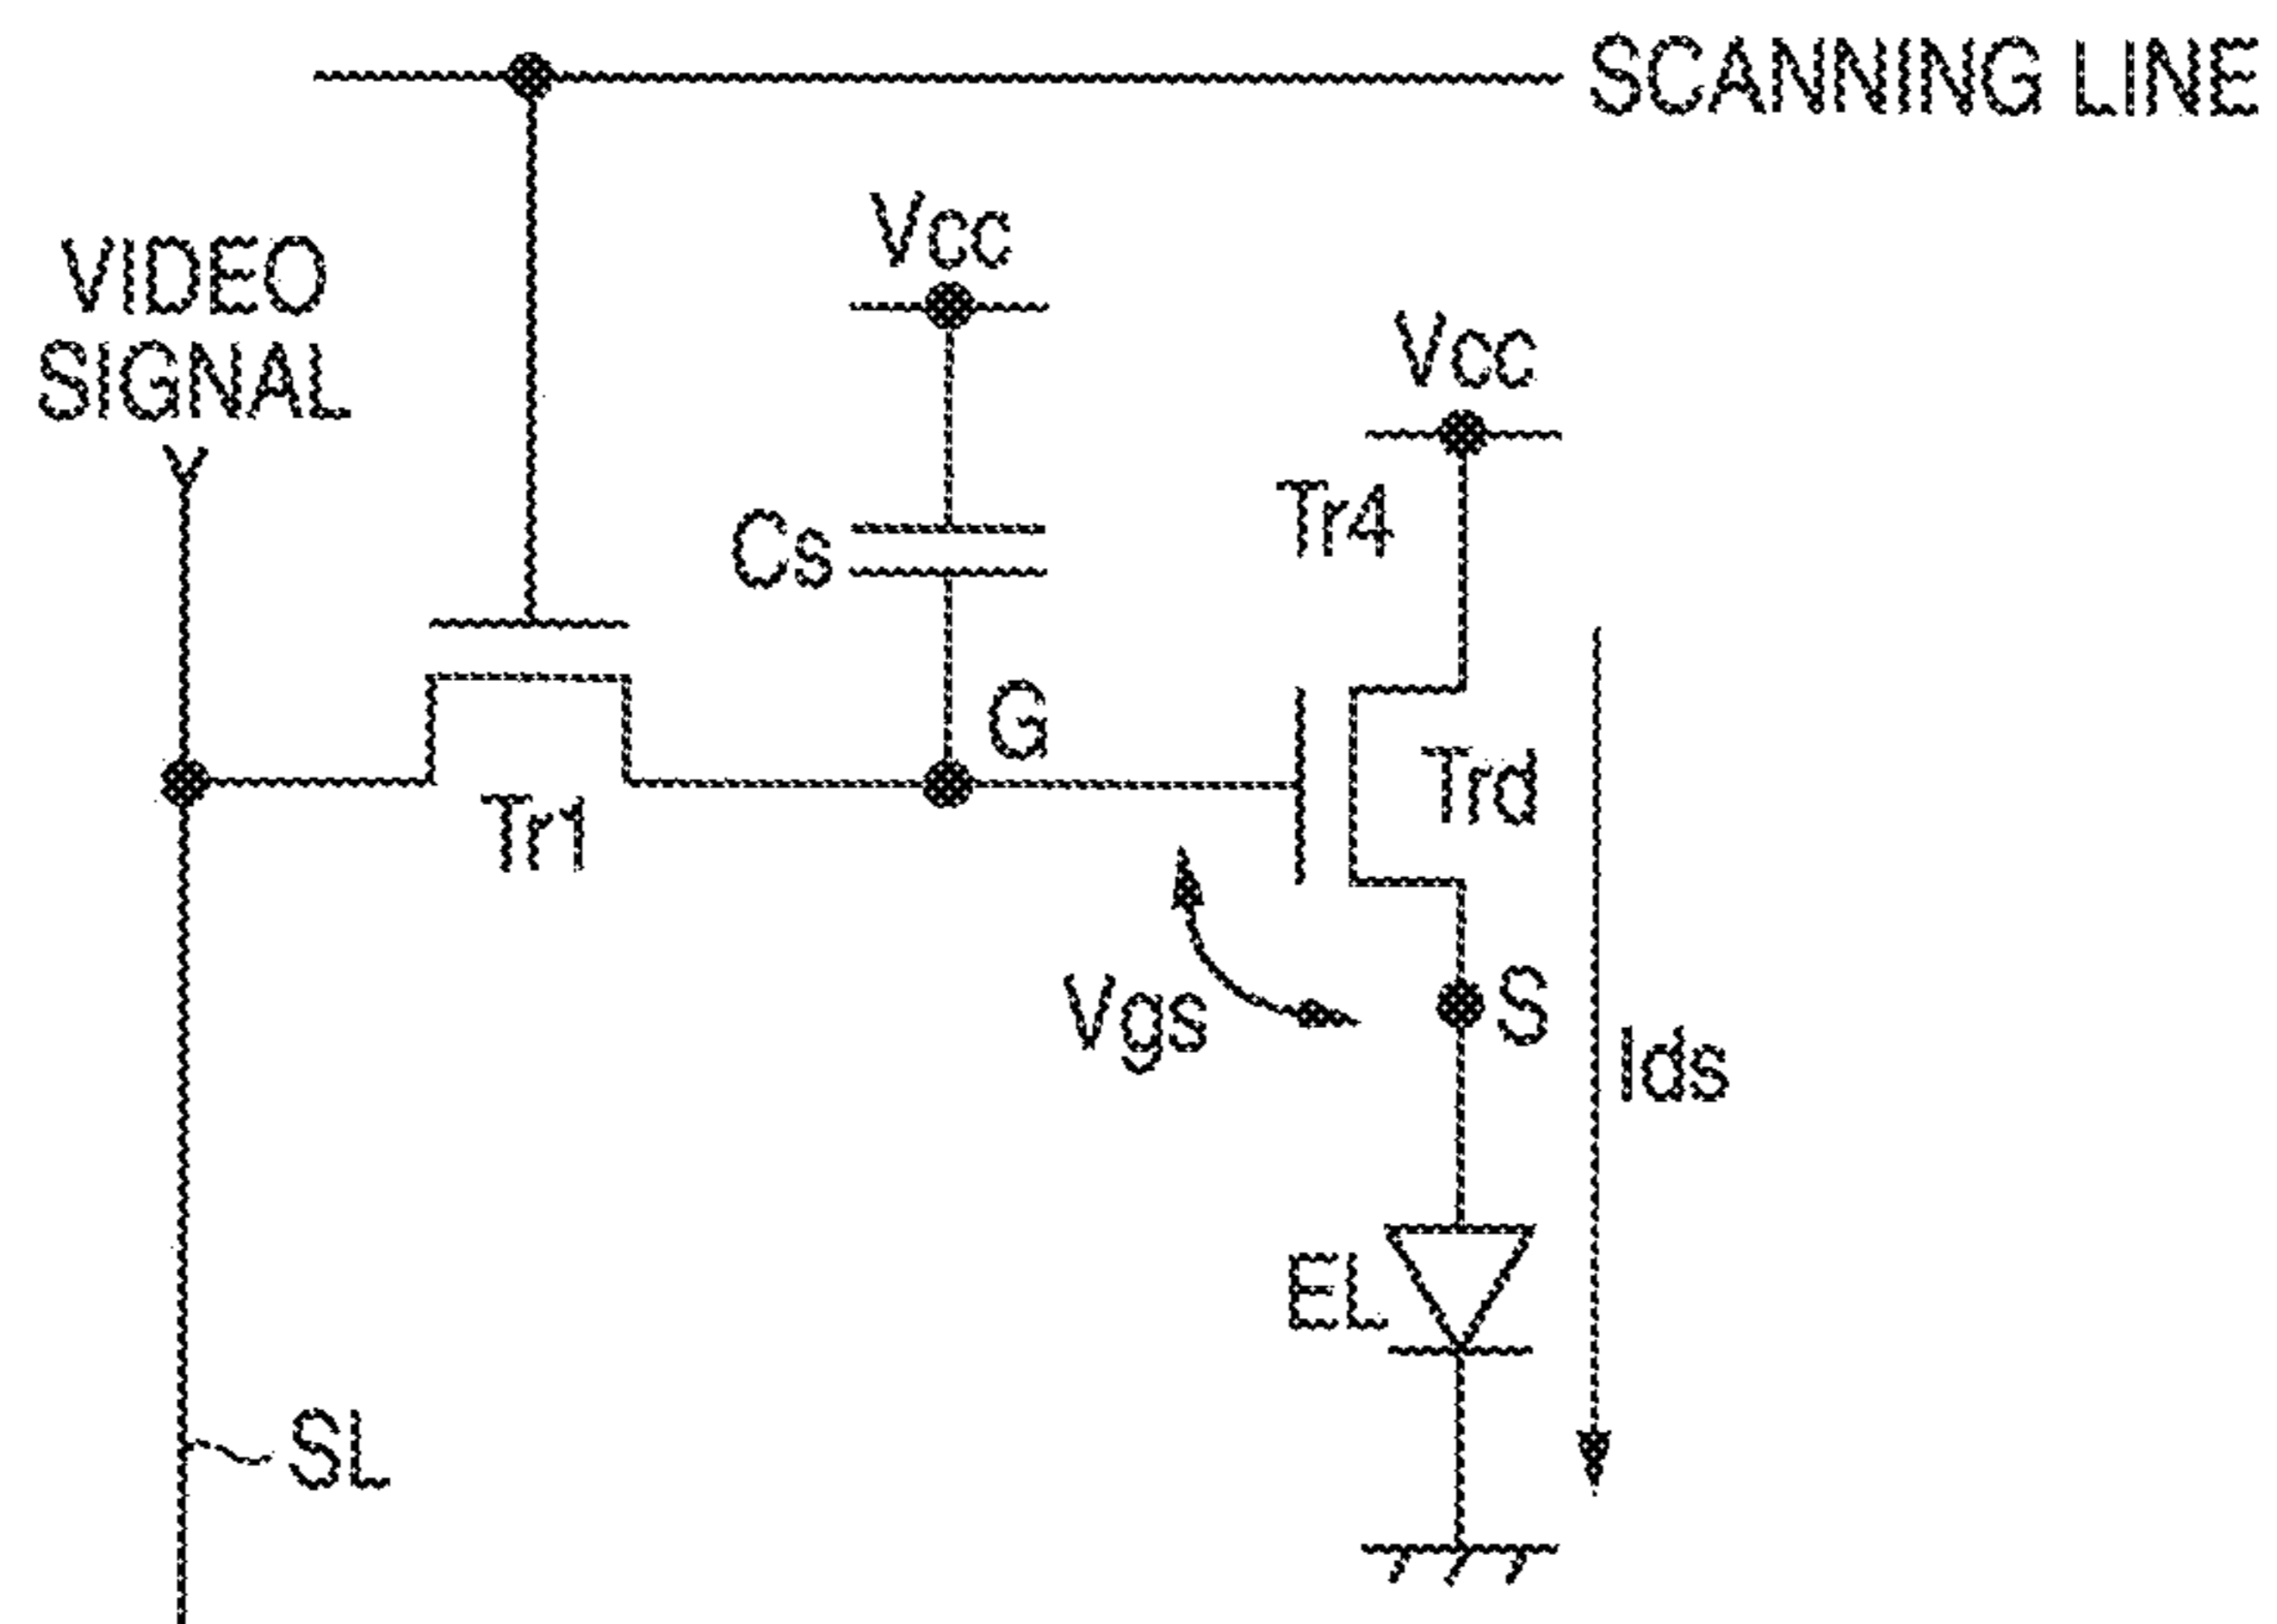 SCANNING LINE
Vcc
VIDEO
SIGNAL
Vcc
Tr4
Cs
G
Trd
Tr1
Vgs
S
Ids
EL
SL